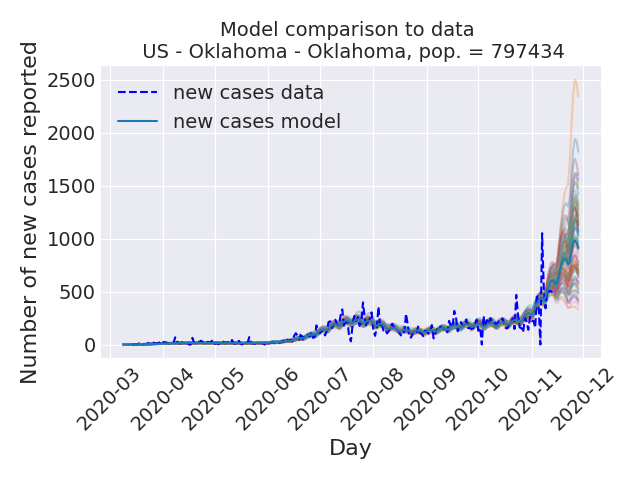 Model comparison to data
US - Oklahoma - Oklahoma, pop. = 797434
Number of new cases reported
2500
2000
1500
1000
500
0
new cases data
new cases model
2020-03
2020-04
2020-05
2020-06
2020-07
2020-08
2020-09
2020-10
2020-11
2020-12
Day